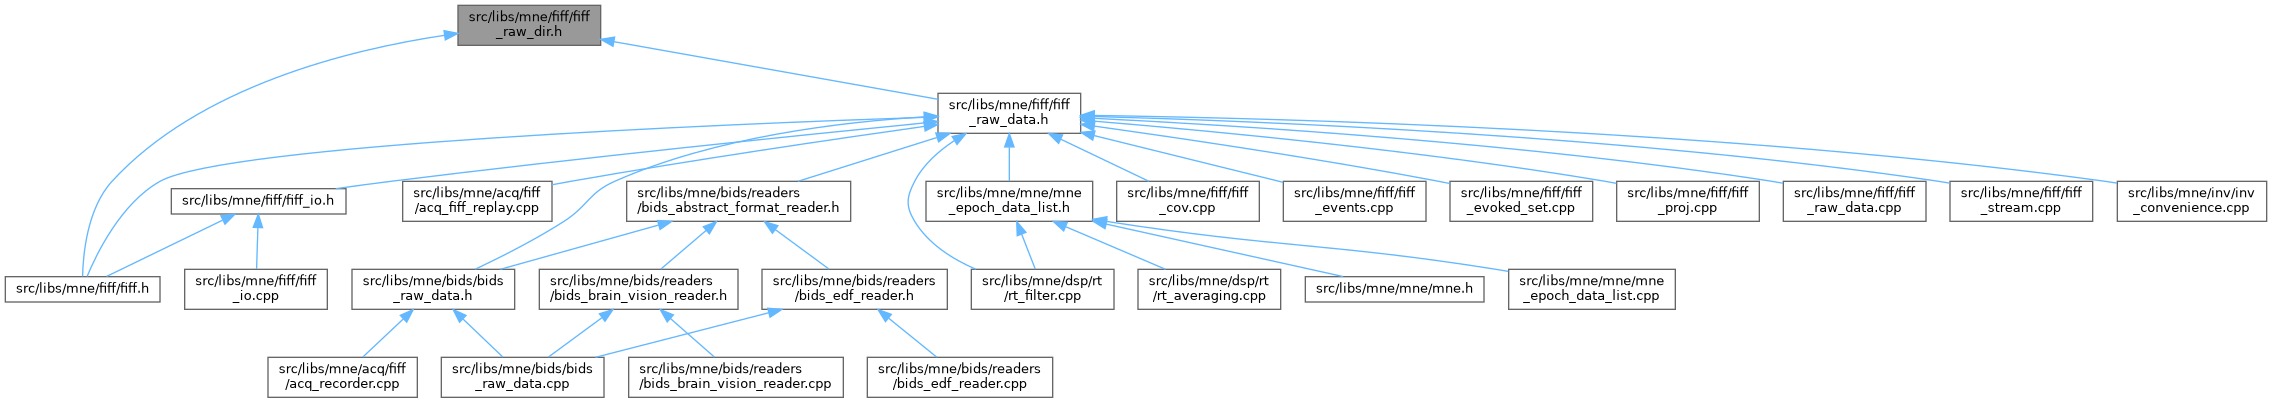 src/libs/mne/fiff/fiff
_raw_dir.h
src/libs/mne/fiff/fiff
_raw_data.h
src/libs/mne/fiff/fiff_io.h
src/libs/mne/acq/fiff
/acq_fiff_replay.cpp
src/libs/mne/bids/readers
/bids_abstract_format_reader.h
src/libs/mne/mne/mne
_epoch_data_list.h
src/libs/mne/fiff/fiff
_cov.cpp
src/libs/mne/fiff/fiff
_events.cpp
src/libs/mne/fiff/fiff
_evoked_set.cpp
src/libs/mne/fiff/fiff
_proj.cpp
src/libs/mne/fiff/fiff
_raw_data.cpp
src/libs/mne/fiff/fiff
_stream.cpp
src/libs/mne/inv/inv
_convenience.cpp
src/libs/mne/fiff/fiff.h
src/libs/mne/fiff/fiff
_io.cpp
src/libs/mne/bids/bids
_raw_data.h
src/libs/mne/bids/readers
/bids_brain_vision_reader.h
src/libs/mne/bids/readers
/bids_edf_reader.h
src/libs/mne/dsp/rt
/rt_filter.cpp
src/libs/mne/dsp/rt
/rt_averaging.cpp
src/libs/mne/mne/mne.h
src/libs/mne/mne/mne
_epoch_data_list.cpp
src/libs/mne/acq/fiff
/acq_recorder.cpp
src/libs/mne/bids/bids
_raw_data.cpp
src/libs/mne/bids/readers
/bids_brain_vision_reader.cpp
src/libs/mne/bids/readers
/bids_edf_reader.cpp